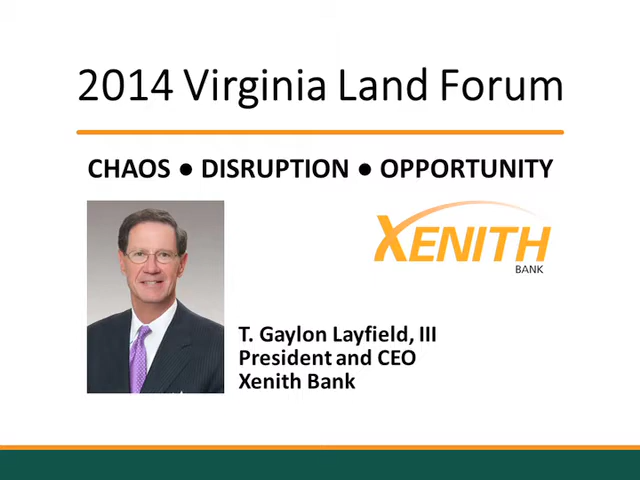 2014 Virginia Land Forum
CHAOS ● DISRUPTION ● OPPORTUNITY
XENITH
BANK
T. Gaylon Layfield, III
President and CEO
Xenith Bank